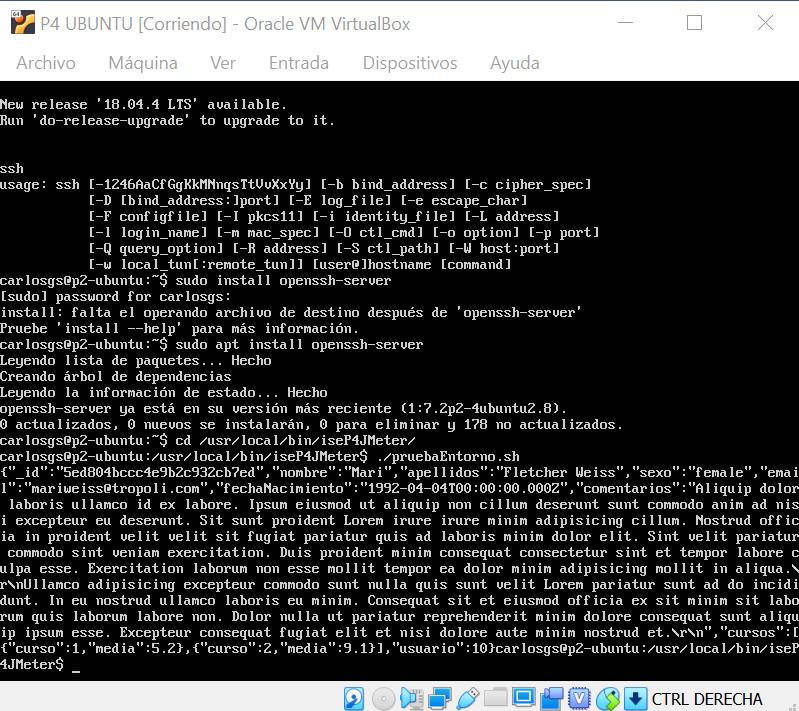 P4 UBUNTU [Corriendo] - Oracle VM VirtualBox
Archivo Máquina Ver Entrada Dispositivos Ayuda
New release '18.04.4 LTS' available.
Run 'do-release-upgrade' to upgrade to it.
ssh
usage: ssh [-1246AaCfGgKkMNnqsTtVvXxYy] [-b bind_address] [-c cipher_spec]
[-D [bind_address:]port] [-E log_file] [-e escape_char]
[-F configfile] [-I pkcs11] [-i identity_file] [-L address]
[-l login_name] [-m mac_spec] [-O ctl_cmd] [-o option] [-p port]
[-Q query_option] [-R address] [-S ctl_path] [-W host:port]
[-w local_tun[:remote_tun]] [user@]hostname [command]
carlosgs@p2-ubuntu:~$ sudo install openssh-server
[sudo] password for carlosgs:
install: falta el operando archivo de destino después de 'openssh-server'
Pruebe 'install --help' para más información.
carlosgs@p2-ubuntu:~$ sudo apt install openssh-server
Leyendo lista de paquetes... Hecho
Creando árbol de dependencias
Leyendo la información de estado... Hecho
openssh-server ya está en su versión más reciente (1:7.2p2-4ubuntu2.8).
0 actualizados, 0 nuevos se instalarán, 0 para eliminar y 178 no actualizados.
carlosgs@p2-ubuntu:~$ cd /usr/local/bin/iseP4JMeter/
carlosgs@p2-ubuntu:/usr/local/bin/iseP4JMeter$ ./pruebaEntorno.sh
{"_id":"5ed804bccc4e9b2c932cb7ed","nombre":"Mari","apellidos":"Fletcher Weiss","sexo":"female","emai
l":"mariweiss@tropoli.com","fechaNacimiento":"1992-04-04T00:00:00.000Z","comentarios":"Aliquip dolor
laboris ullamco id ex labore. Ipsum eiusmod ut aliquip non cillum deserunt sunt commodo anim ad nis
i excepteur eu deserunt. Sit sunt proident Lorem irure irure minim adipisicing cillum. Nostrud offic
ia in proident velit velit sit fugiat pariatur quis ad laboris minim dolor elit. Sint velit pariatur
commodo sint veniam exercitation. Duis proident minim consequat consectetur sint et tempor labore c
ulpa esse. Exercitation laborum non esse mollit tempor ea dolor minim adipisicing mollit in aliqua.\
r\nUllamco adipisicing excepteur commodo sunt nulla quis sunt velit Lorem pariatur sunt ad do incidi
dunt. In eu nostrud ullamco laboris eu minim. Consequat sit et eiusmod officia ex sit minim sit labo
rum quis laborum labore non. Dolor nulla ut pariatur reprehenderit minim dolore consequat sunt aliqu
ip ipsum esse. Excepteur consequat fugiat elit et nisi dolore aute minim nostrud et.\r\n","cursos":[
{"curso":1,"media":5.2},{"curso":2,"media":9.1}],"usuario":10}carlosgs@p2-ubuntu:/usr/local/bin/iseP
4JMeter$ _
CTRL DERECHA